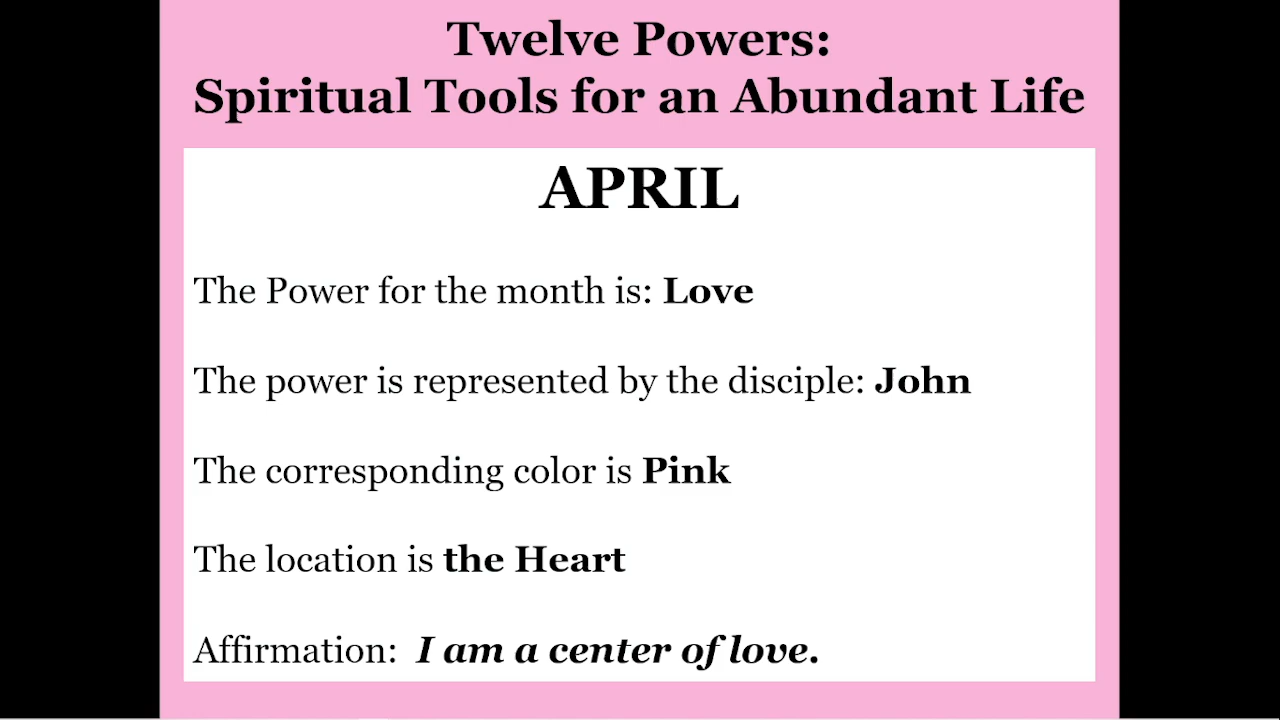 Twelve Powers:
Spiritual Tools for an Abundant Life
APRIL
The Power for the month is: Love
The power is represented by the disciple: John
The corresponding color is Pink
The location is the Heart
Affirmation: I am a center of love.